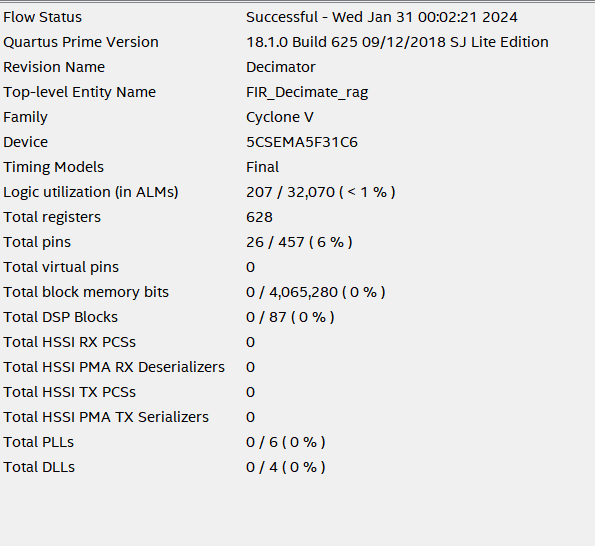 Flow Status Successful - Wed Jan 31 00:02:21 2024
Quartus Prime Version 18.1.0 Build 625 09/12/2018 SJ Lite Edition
Revision Name Decimator
Top-level Entity Name FIR_Decimate_rag
Family Cyclone V
Device 5CSEMA5F31C6
Timing Models Final
Logic utilization (in ALMs) 207 / 32,070 ( < 1 % )
Total registers 628
Total pins 26 / 457 ( 6 % )
Total virtual pins 0
Total block memory bits 0 / 4,065,280 ( 0 % )
Total DSP Blocks 0 / 87 ( 0 % )
Total HSSI RX PCSs 0
Total HSSI PMA RX Deserializers 0
Total HSSI TX PCSs 0
Total HSSI PMA TX Serializers 0
Total PLLs 0 / 6 ( 0 % )
Total DLLs 0 / 4 ( 0 % )